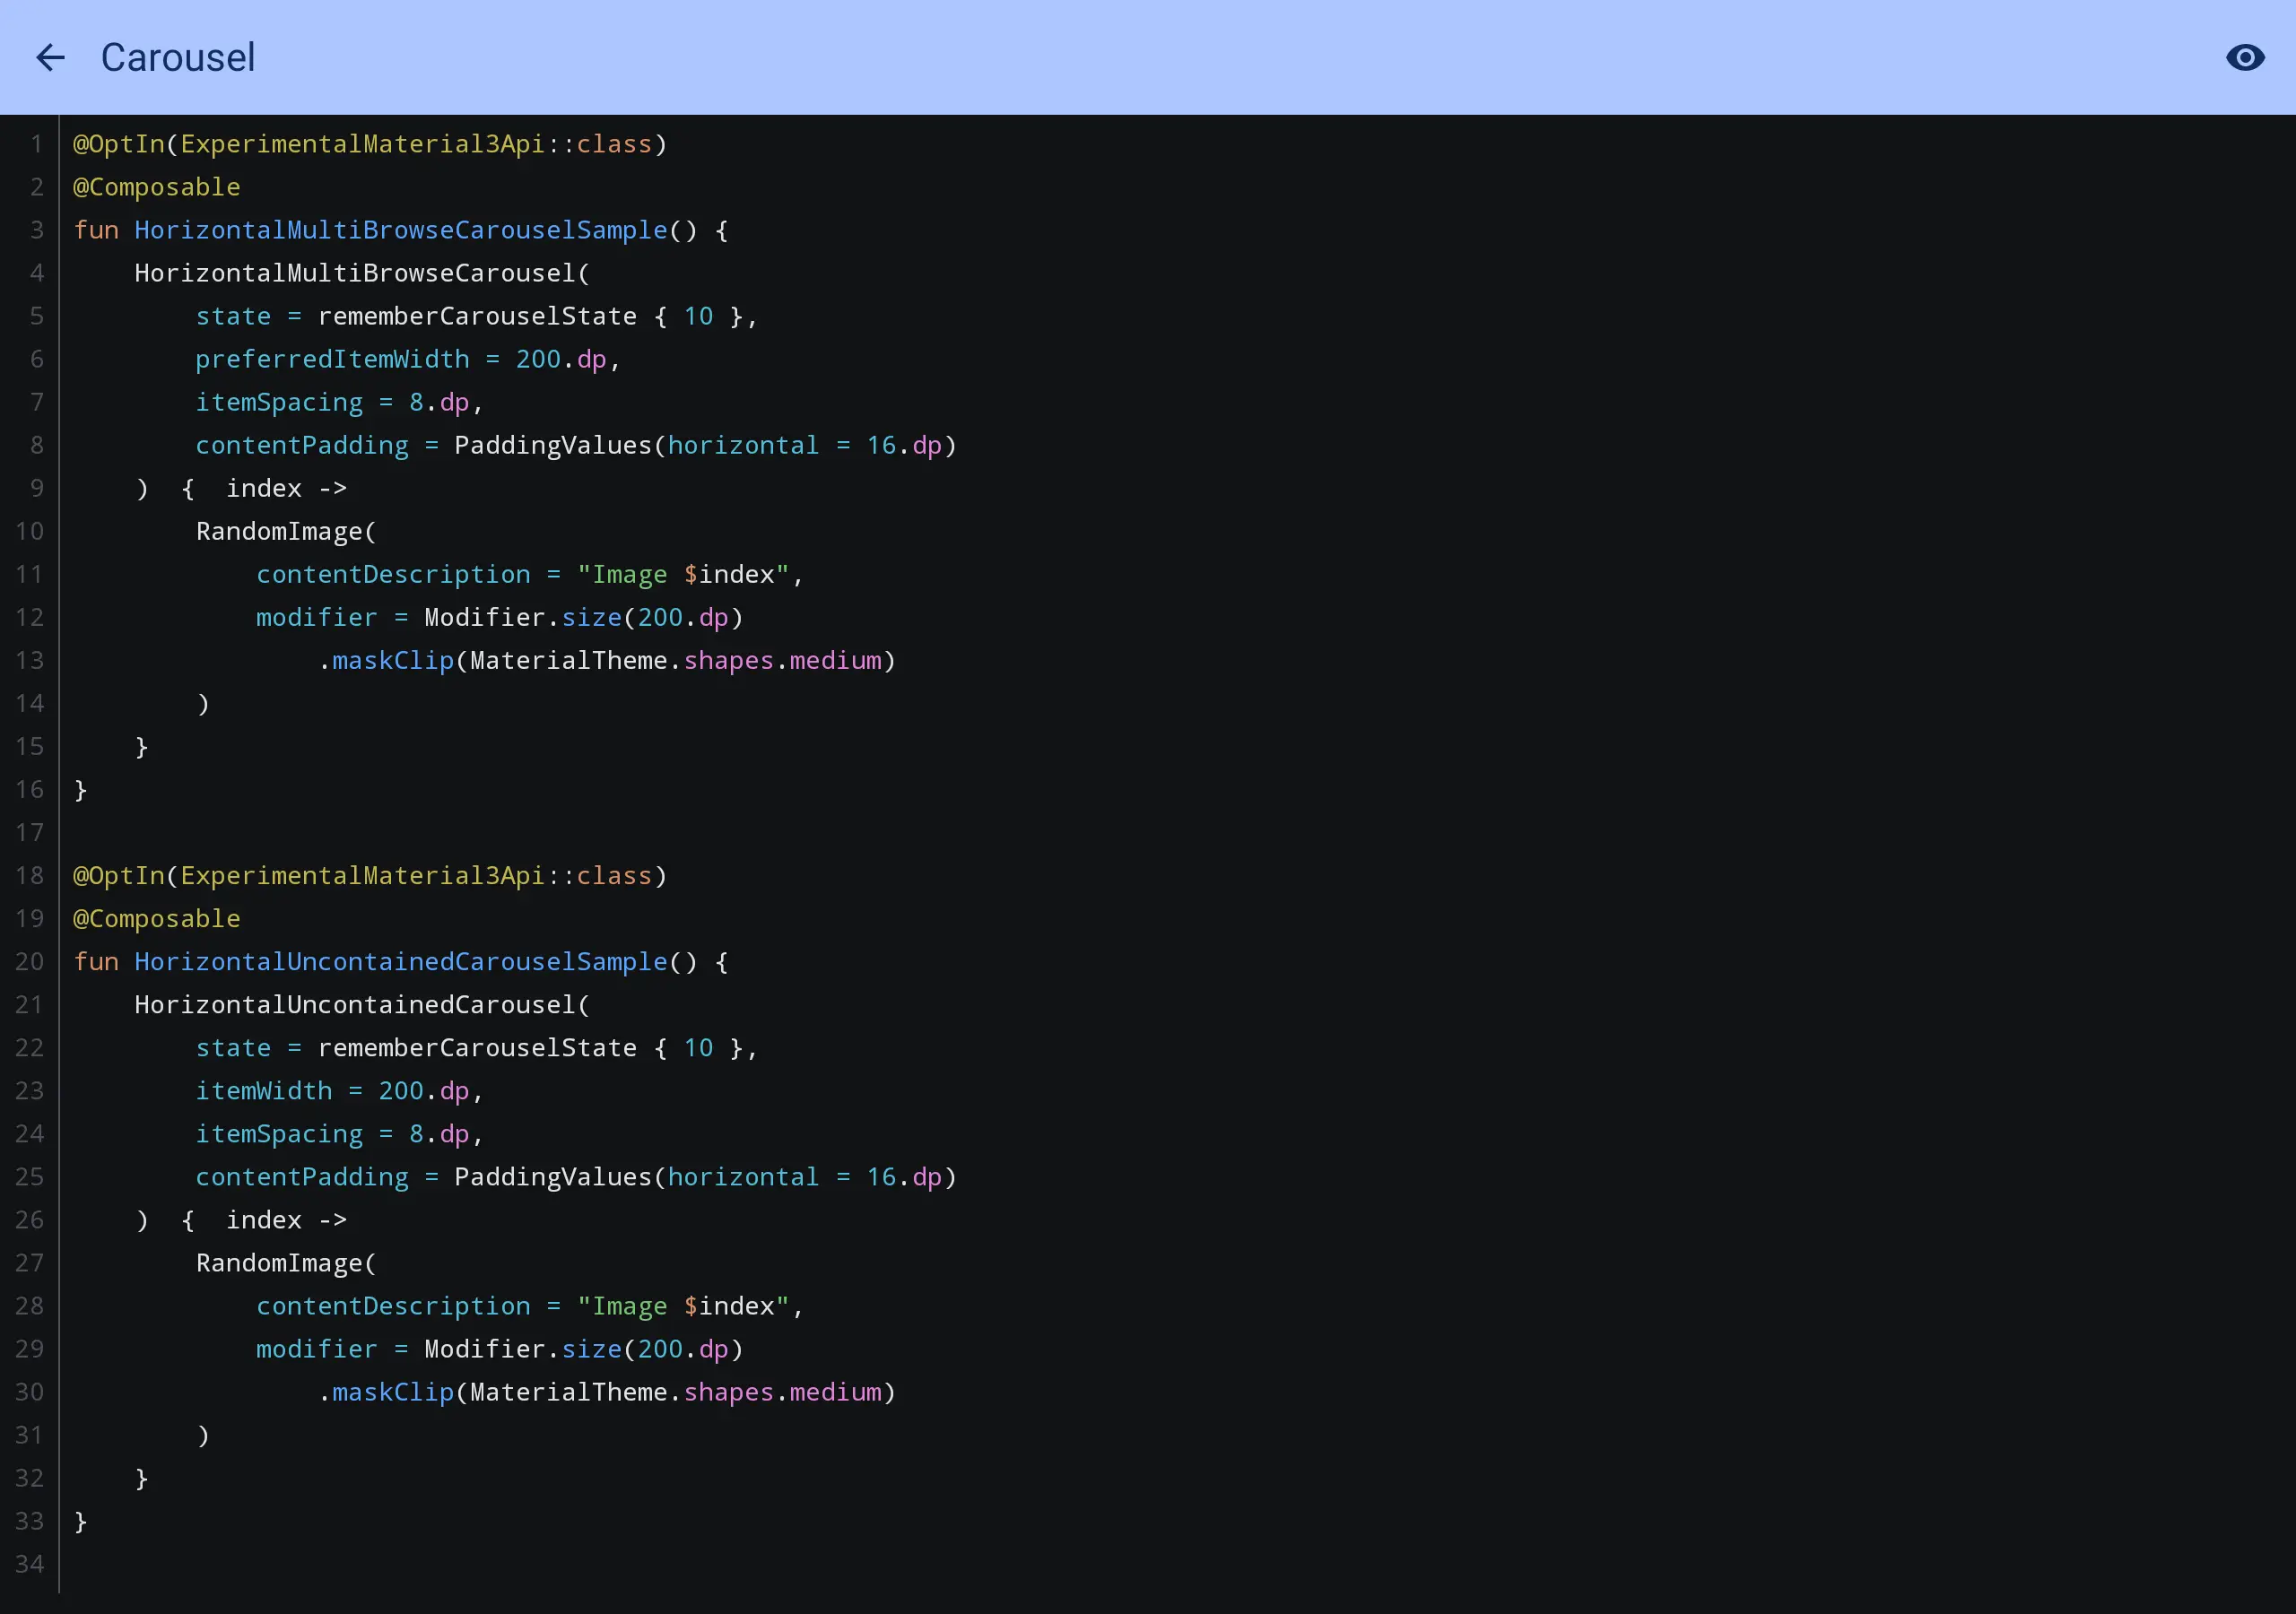 Carousel
1 @OptIn(ExperimentalMaterial3Api::class)
2 @Composable
3 fun HorizontalMultiBrowseCarouselSample() {
4     HorizontalMultiBrowseCarousel(
5         state = rememberCarouselState { 10 },
6         preferredItemWidth = 200.dp,
7         itemSpacing = 8.dp,
8         contentPadding = PaddingValues(horizontal = 16.dp)
9     )  {  index ->
10         RandomImage(
11             contentDescription = "Image $index",
12             modifier = Modifier.size(200.dp)
13                 .maskClip(MaterialTheme.shapes.medium)
14         )
15     }
16 }
17
18 @OptIn(ExperimentalMaterial3Api::class)
19 @Composable
20 fun HorizontalUncontainedCarouselSample() {
21     HorizontalUncontainedCarousel(
22         state = rememberCarouselState { 10 },
23         itemWidth = 200.dp,
24         itemSpacing = 8.dp,
25         contentPadding = PaddingValues(horizontal = 16.dp)
26     )  {  index ->
27         RandomImage(
28             contentDescription = "Image $index",
29             modifier = Modifier.size(200.dp)
30                 .maskClip(MaterialTheme.shapes.medium)
31         )
32     }
33 }
34